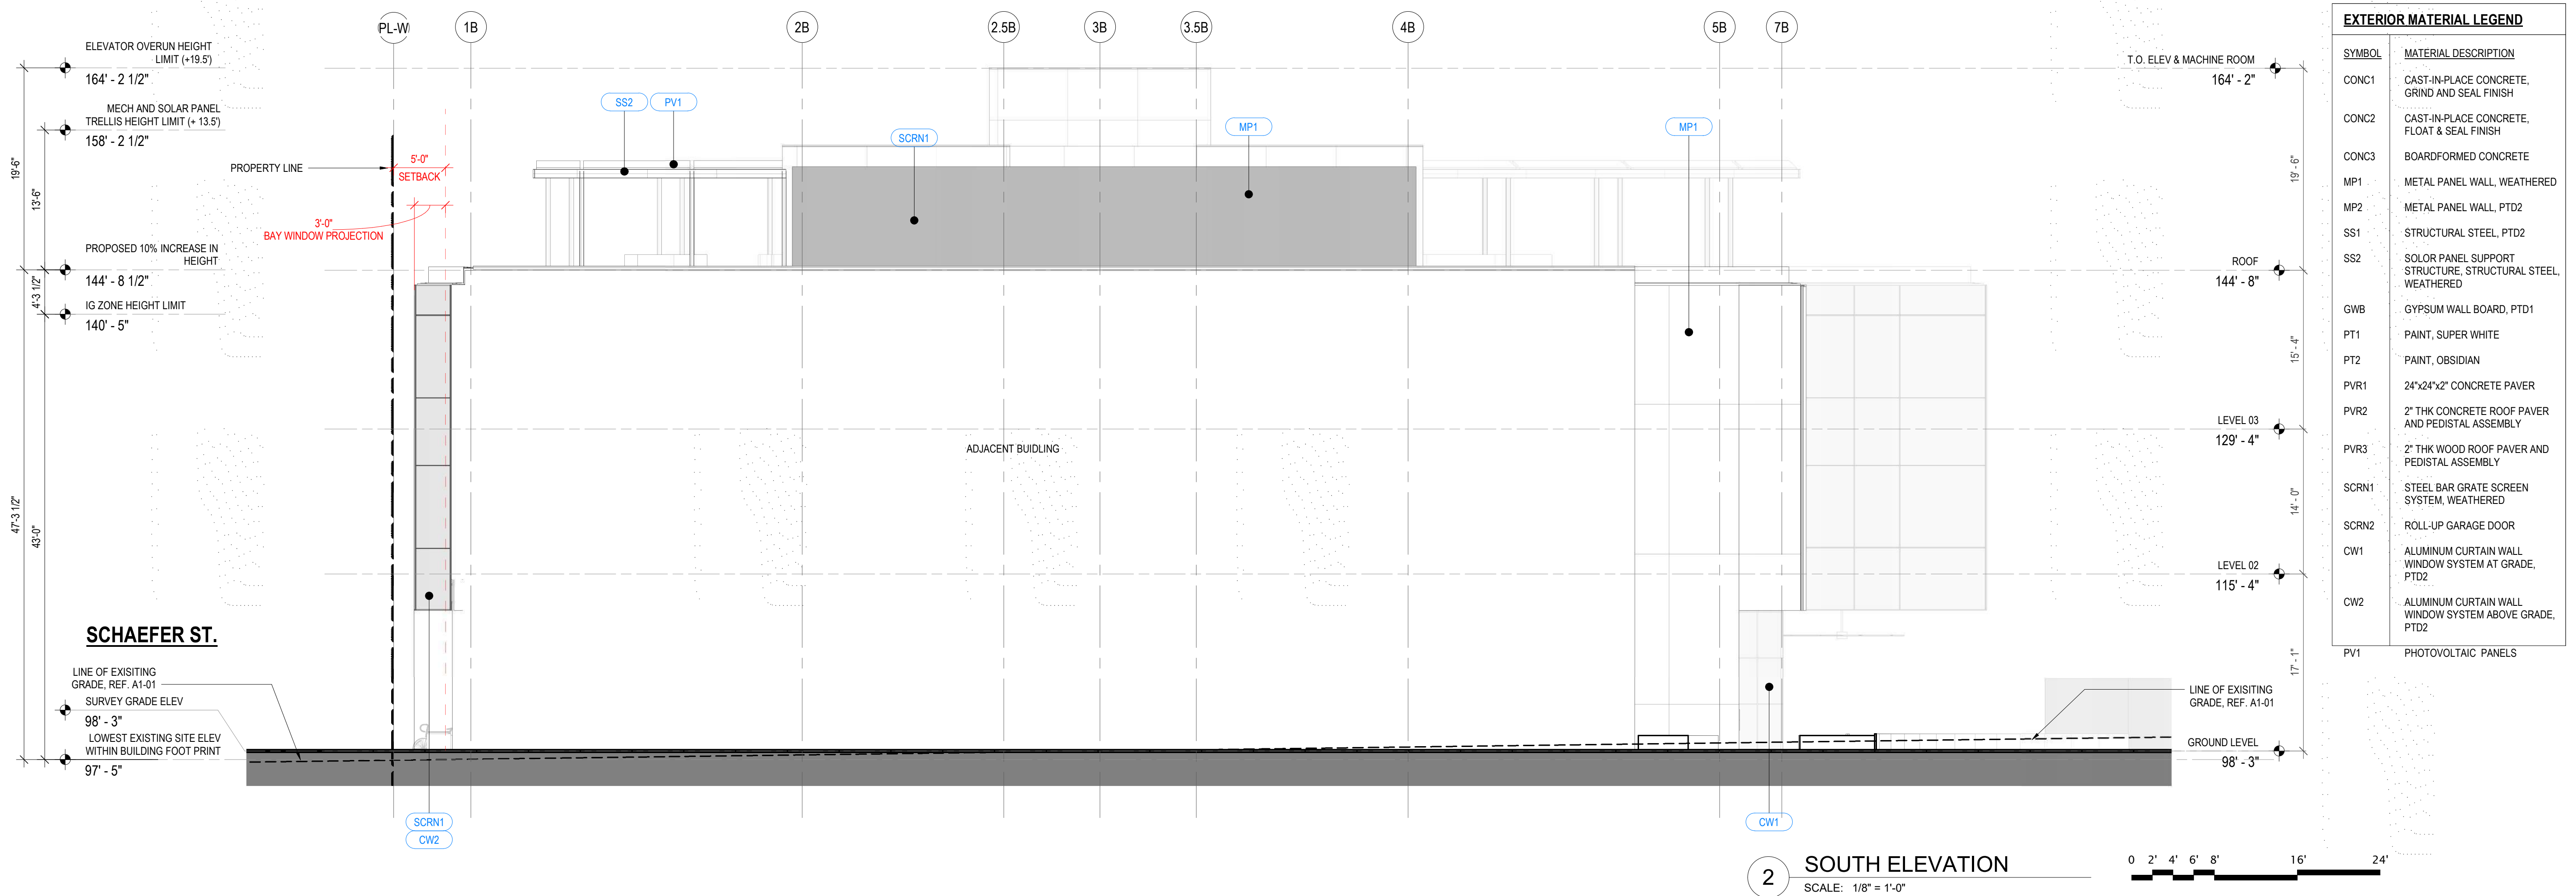 PL-W
1B
2B
2.5B
3B
3.5B
4B
5B
7B
ELEVATOR OVERUN HEIGHT
LIMIT (+19.5')
164' - 2 1/2"
MECH AND SOLAR PANEL
TRELLIS HEIGHT LIMIT (+ 13.5')
158' - 2 1/2"
PROPERTY LINE
5'-0"
SETBACK
3'-0"
BAY WINDOW PROJECTION
PROPOSED 10% INCREASE IN
HEIGHT
144' - 8 1/2"
IG ZONE HEIGHT LIMIT
140' - 5"
19'-6"
13'-6"
4'-3 1/2"
47'-3 1/2"
43'-0"
SCHAEFER ST.
LINE OF EXISITING
GRADE, REF. A1-01
SURVEY GRADE ELEV
98' - 3"
LOWEST EXISTING SITE ELEV
WITHIN BUILDING FOOT PRINT
97' - 5"
SS2
PV1
SCRN1
MP1
MP1
ADJACENT BUIDLING
SCRN1
CW2
CW1
T.O. ELEV & MACHINE ROOM
164' - 2"
19' - 6"
ROOF
144' - 8"
15' - 4"
LEVEL 03
129' - 4"
14' - 0"
LEVEL 02
115' - 4"
17' - 1"
LINE OF EXISITING
GRADE, REF. A1-01
GROUND LEVEL
98' - 3"
2
SOUTH ELEVATION
SCALE: 1/8" = 1'-0"
0 2' 4' 6' 8' 16' 24'
EXTERIOR MATERIAL LEGEND
SYMBOL MATERIAL DESCRIPTION
CONC1 CAST-IN-PLACE CONCRETE,
GRIND AND SEAL FINISH
CONC2 CAST-IN-PLACE CONCRETE,
FLOAT & SEAL FINISH
CONC3 BOARDFORMED CONCRETE
MP1 METAL PANEL WALL, WEATHERED
MP2 METAL PANEL WALL, PTD2
SS1 STRUCTURAL STEEL, PTD2
SS2 SOLOR PANEL SUPPORT
STRUCTURE, STRUCTURAL STEEL,
WEATHERED
GWB GYPSUM WALL BOARD, PTD1
PT1 PAINT, SUPER WHITE
PT2 PAINT, OBSIDIAN
PVR1 24"x24"x2" CONCRETE PAVER
PVR2 2" THK CONCRETE ROOF PAVER
AND PEDISTAL ASSEMBLY
PVR3 2" THK WOOD ROOF PAVER AND
PEDISTAL ASSEMBLY
SCRN1 STEEL BAR GRATE SCREEN
SYSTEM, WEATHERED
SCRN2 ROLL-UP GARAGE DOOR
CW1 ALUMINUM CURTAIN WALL
WINDOW SYSTEM AT GRADE,
PTD2
CW2 ALUMINUM CURTAIN WALL
WINDOW SYSTEM ABOVE GRADE,
PTD2
PV1 PHOTOVOLTAIC PANELS